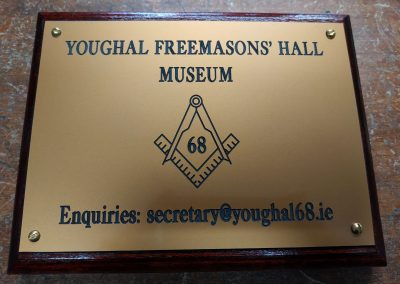 YOUGHAL FREEMASONS' HALL
MUSEUM
68
Enquiries: secretary@youghal68.ie